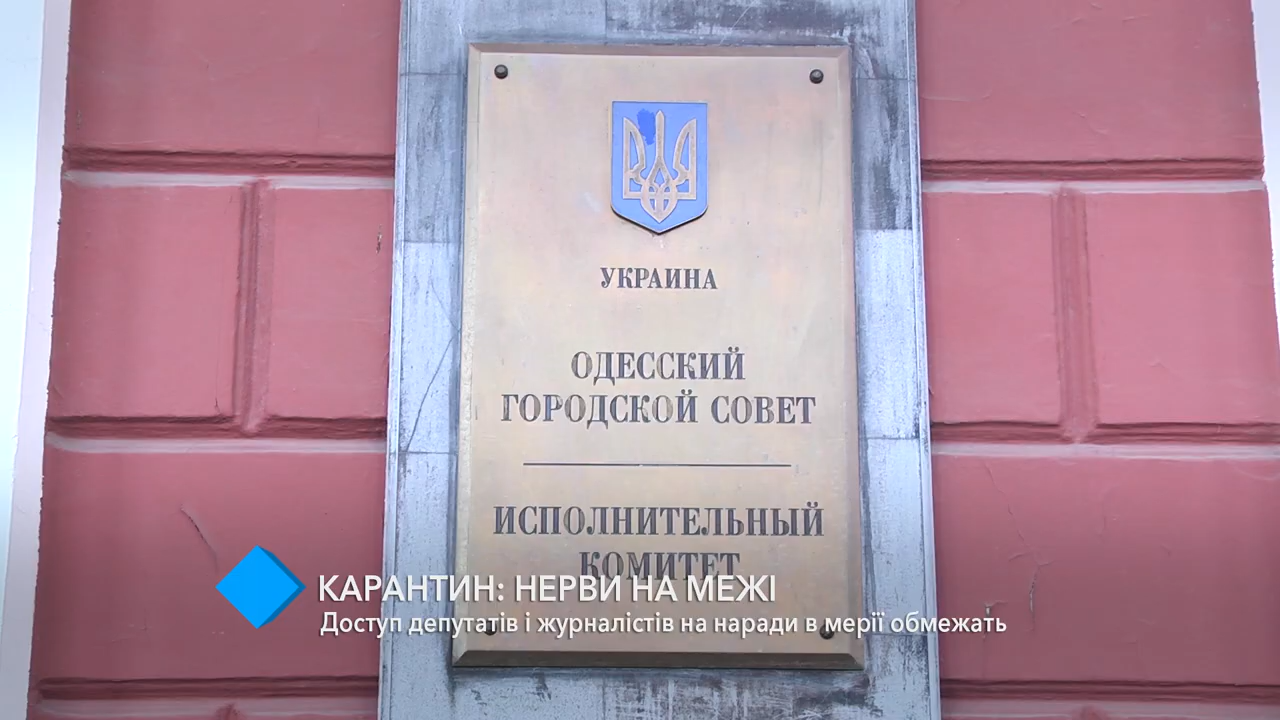 УКРАИНА
ОДЕССКИЙ
ГОРОДСКОЙ СОВЕТ
ИСПОЛНИТЕЛЬНЫЙ
КОМИТЕТ
КАРАНТИН: НЕРВИ НА МЕЖІ
Доступ депутатів і журналістів на наради в мерії обмежать